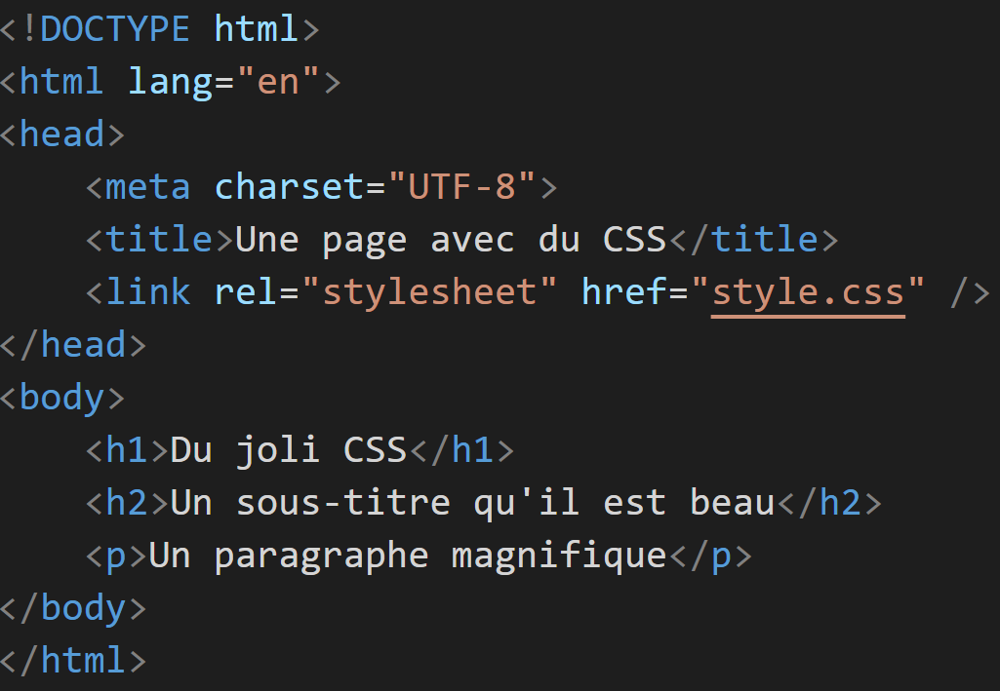 <!DOCTYPE html>
<html lang="en">
<head>
    <meta charset="UTF-8">
    <title>Une page avec du CSS</title>
    <link rel="stylesheet" href="style.css" />
</head>
<body>
    <h1>Du joli CSS</h1>
    <h2>Un sous-titre qu'il est beau</h2>
    <p>Un paragraphe magnifique</p>
</body>
</html>